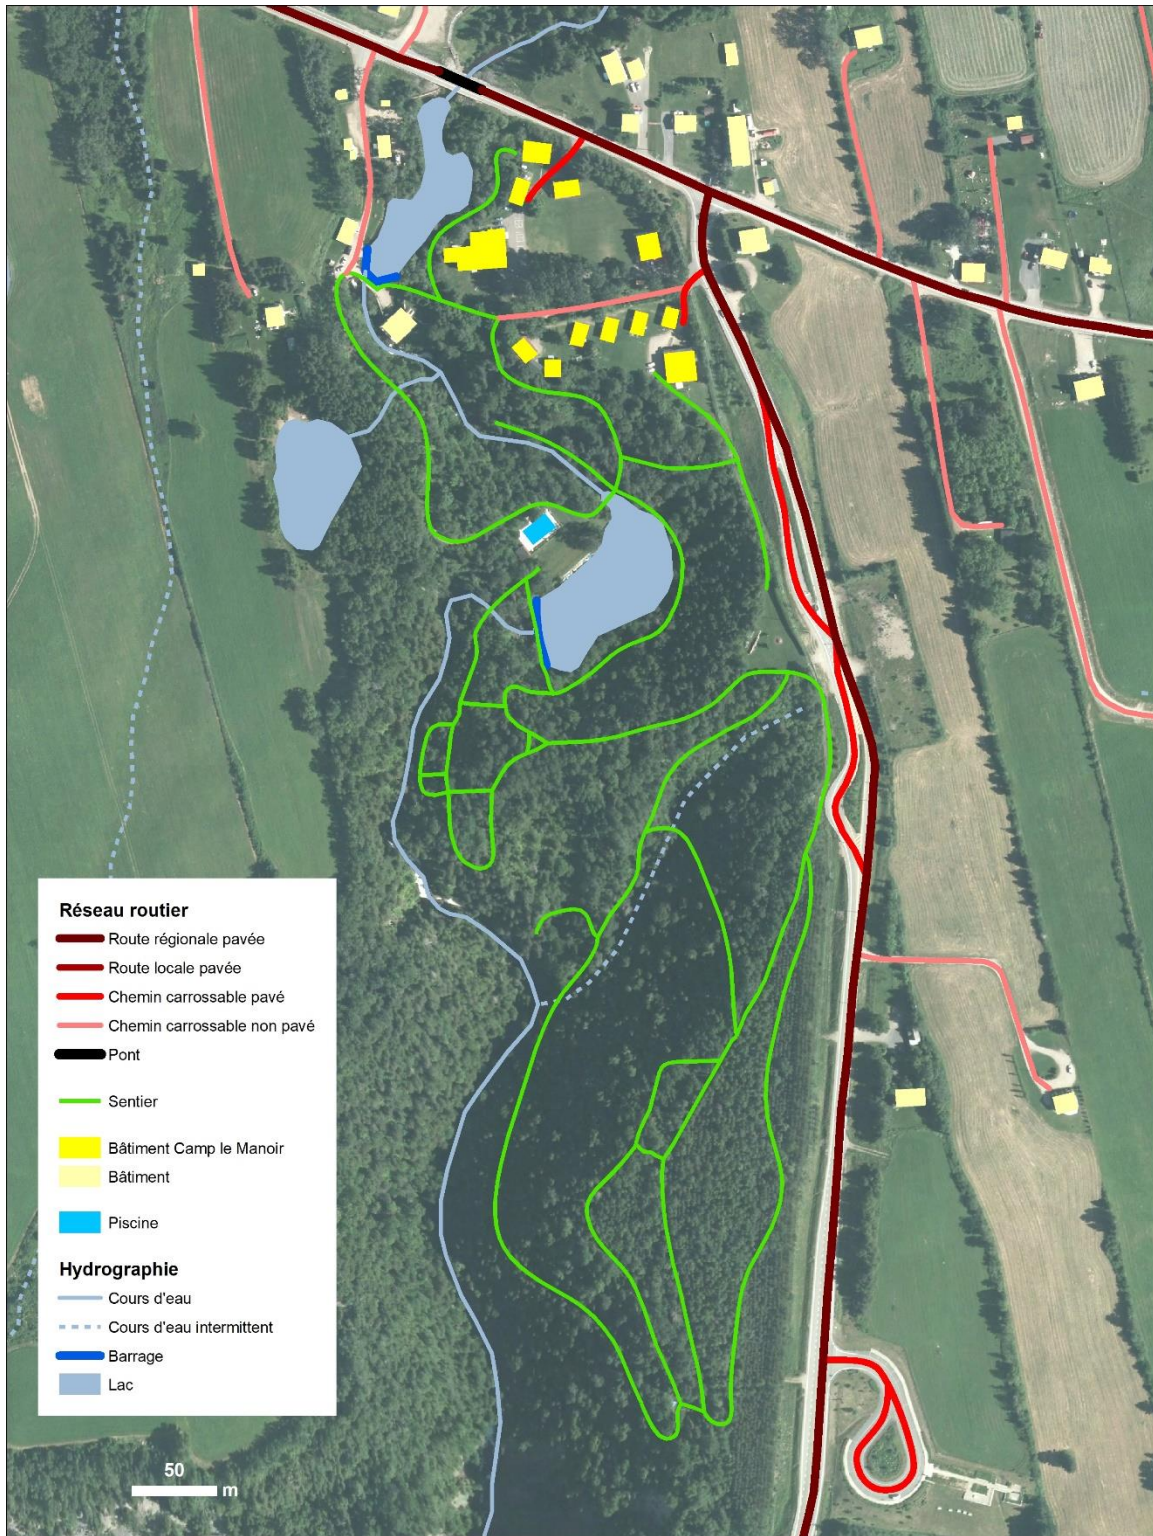 Réseau routier
Route régionale pavée
Route locale pavée
Chemin carrossable pavé
Chemin carrossable non pavé
Pont
Sentier
Bâtiment Camp le Manoir
Bâtiment
Piscine
Hydrographie
Cours d'eau
Cours d'eau intermittent
Barrage
Lac
50
m